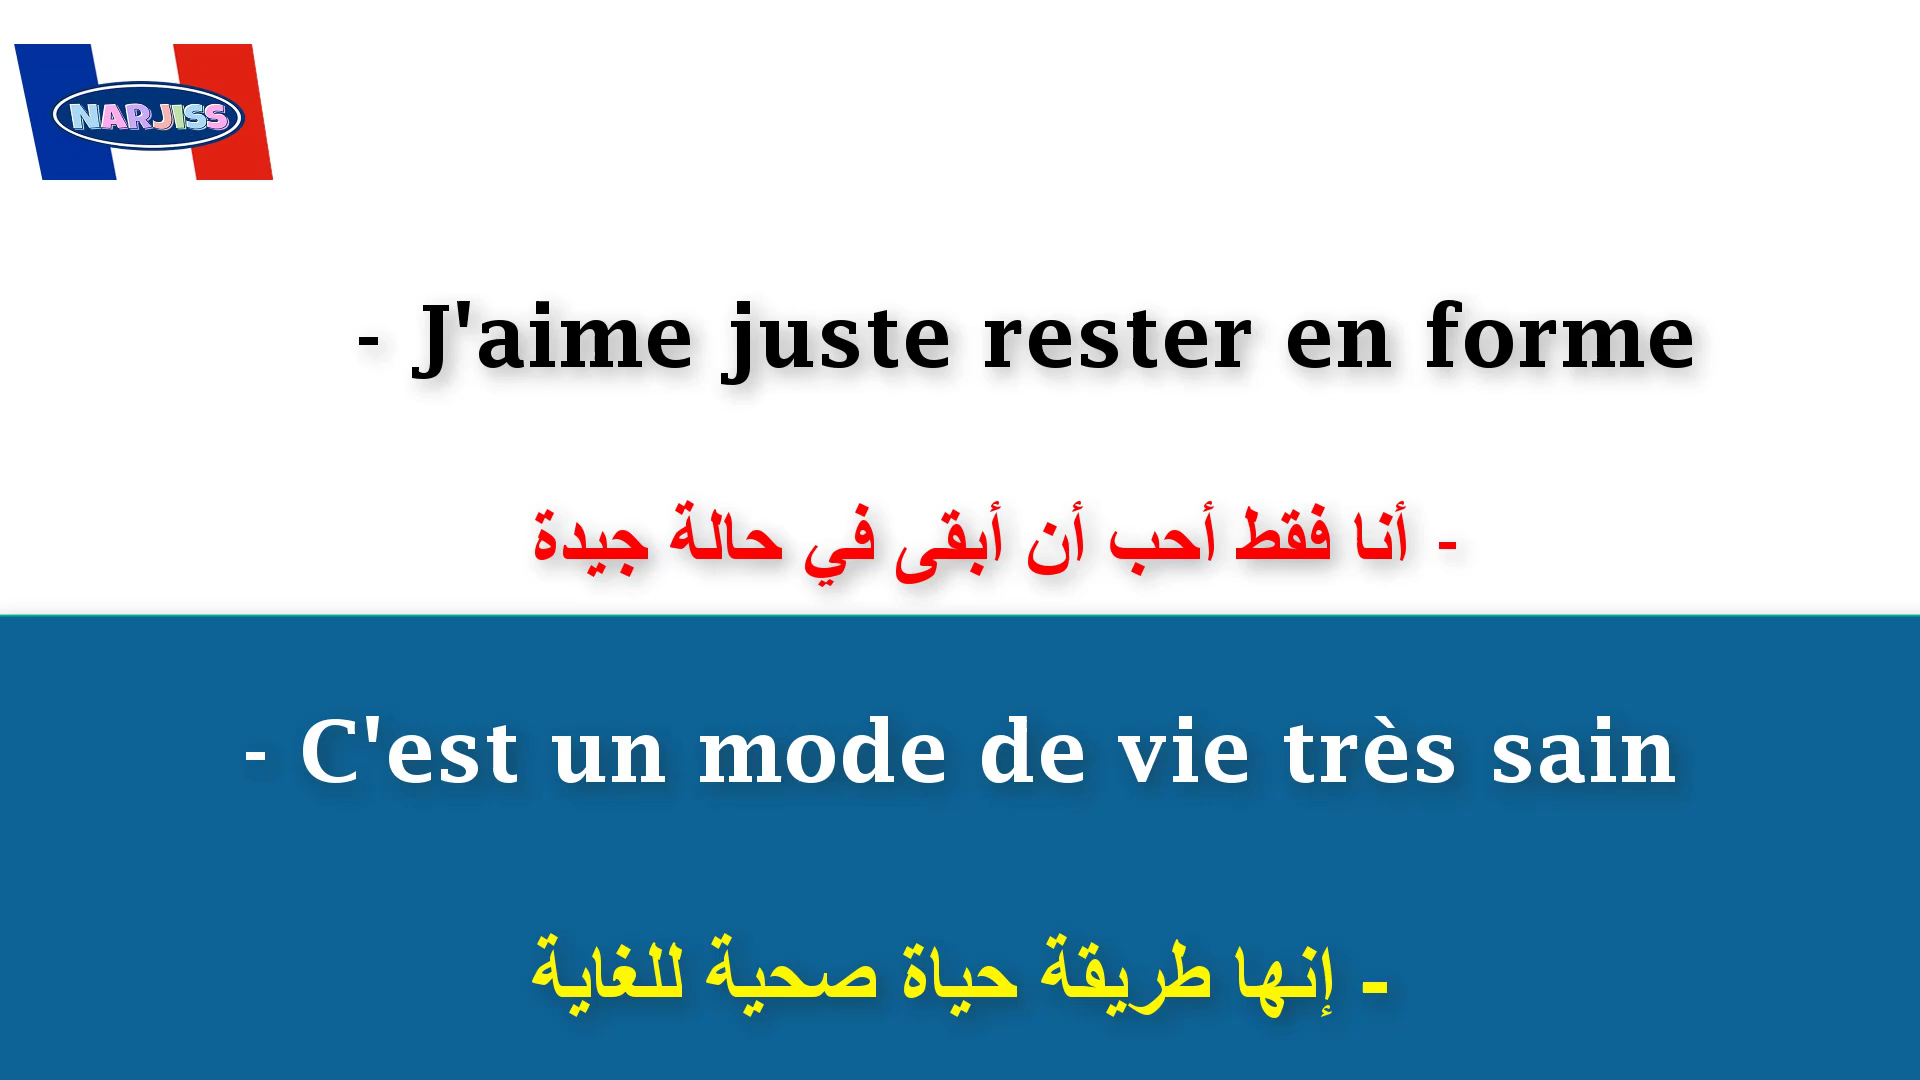 NARJISS
- J'aime juste rester en forme
- أنا فقط أحب أن أبقى في حالة جيدة
- C'est un mode de vie très sain
- إنها طريقة حياة صحية للغاية